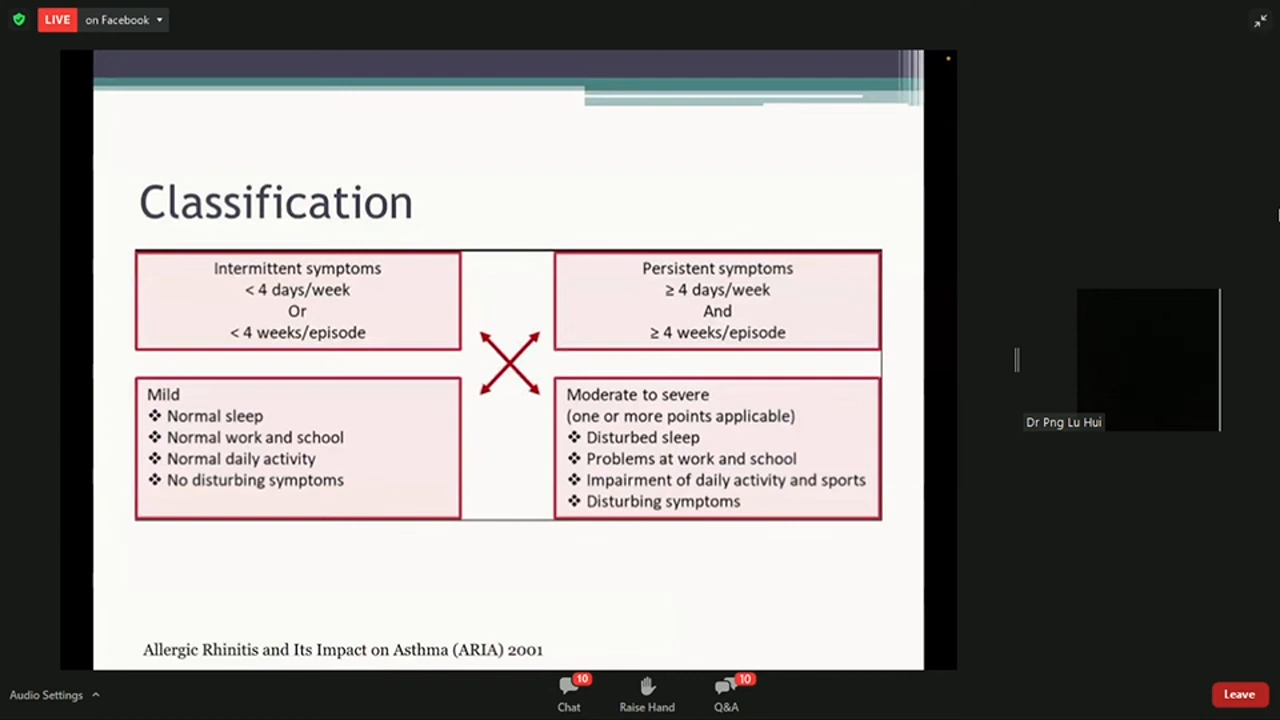 LIVE on Facebook
Classification
Intermittent symptoms
< 4 days/week
Or
< 4 weeks/episode
Persistent symptoms
≥ 4 days/week
And
≥ 4 weeks/episode
Mild
❖ Normal sleep
❖ Normal work and school
❖ Normal daily activity
❖ No disturbing symptoms
Moderate to severe
(one or more points applicable)
❖ Disturbed sleep
❖ Problems at work and school
❖ Impairment of daily activity and sports
❖ Disturbing symptoms
Allergic Rhinitis and Its Impact on Asthma (ARIA) 2001
Dr Png Lu Hui
Audio Settings
10
Chat
Raise Hand
10
Q&A
Leave